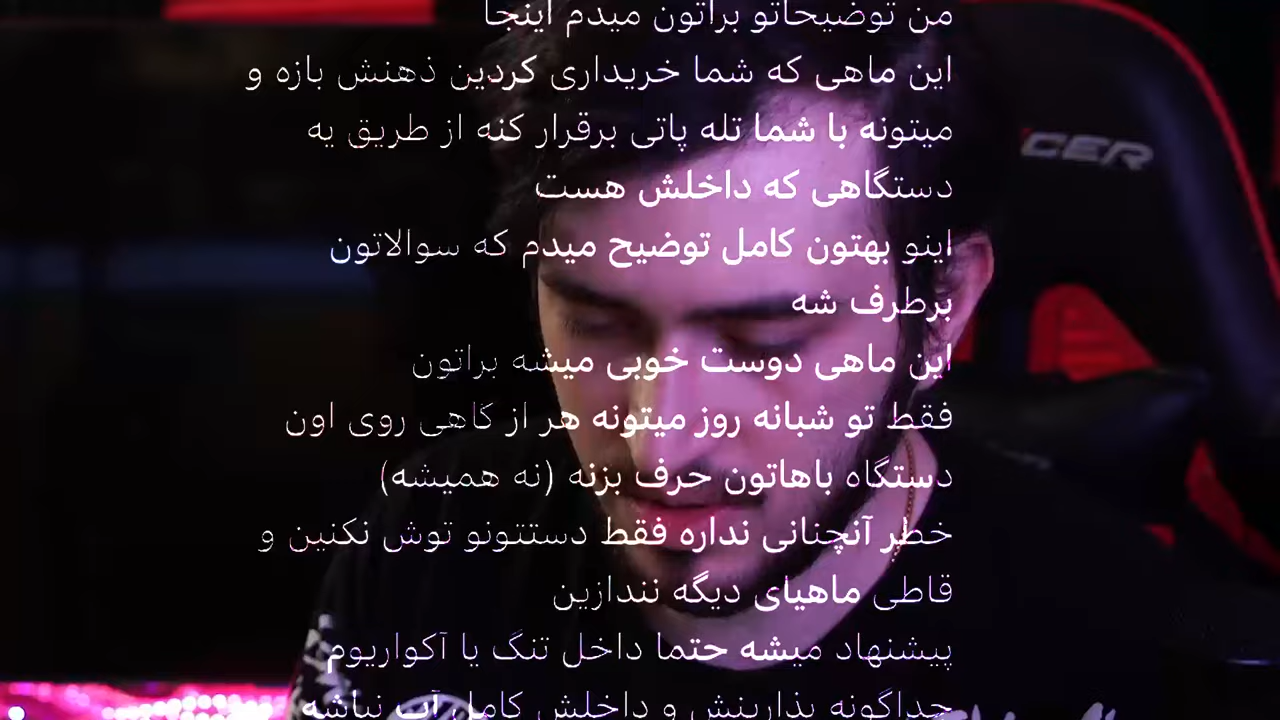 من توضیحاتو براتون میدم اینجا
این ماهی که شما خریداری کردین ذهنش بازه و
میتونه با شما تله پاتی برقرار کنه از طریق یه
دستگاهی که داخلش هست
اینو بهتون کامل توضیح میدم که سوالاتون
برطرف شه
این ماهی دوست خوبی میشه براتون
فقط تو شبانه روز میتونه هر از گاهی روی اون
دستگاه باهاتون حرف بزنه (نه همیشه)
خطر آنچنانی نداره فقط دستتونو توش نکنین و
قاطی ماهیای دیگه نندازین
پیشنهاد میشه حتما داخل تنگ یا آکواریوم
جداگونه بذارینش و داخلش کامل آب نباشه
CER